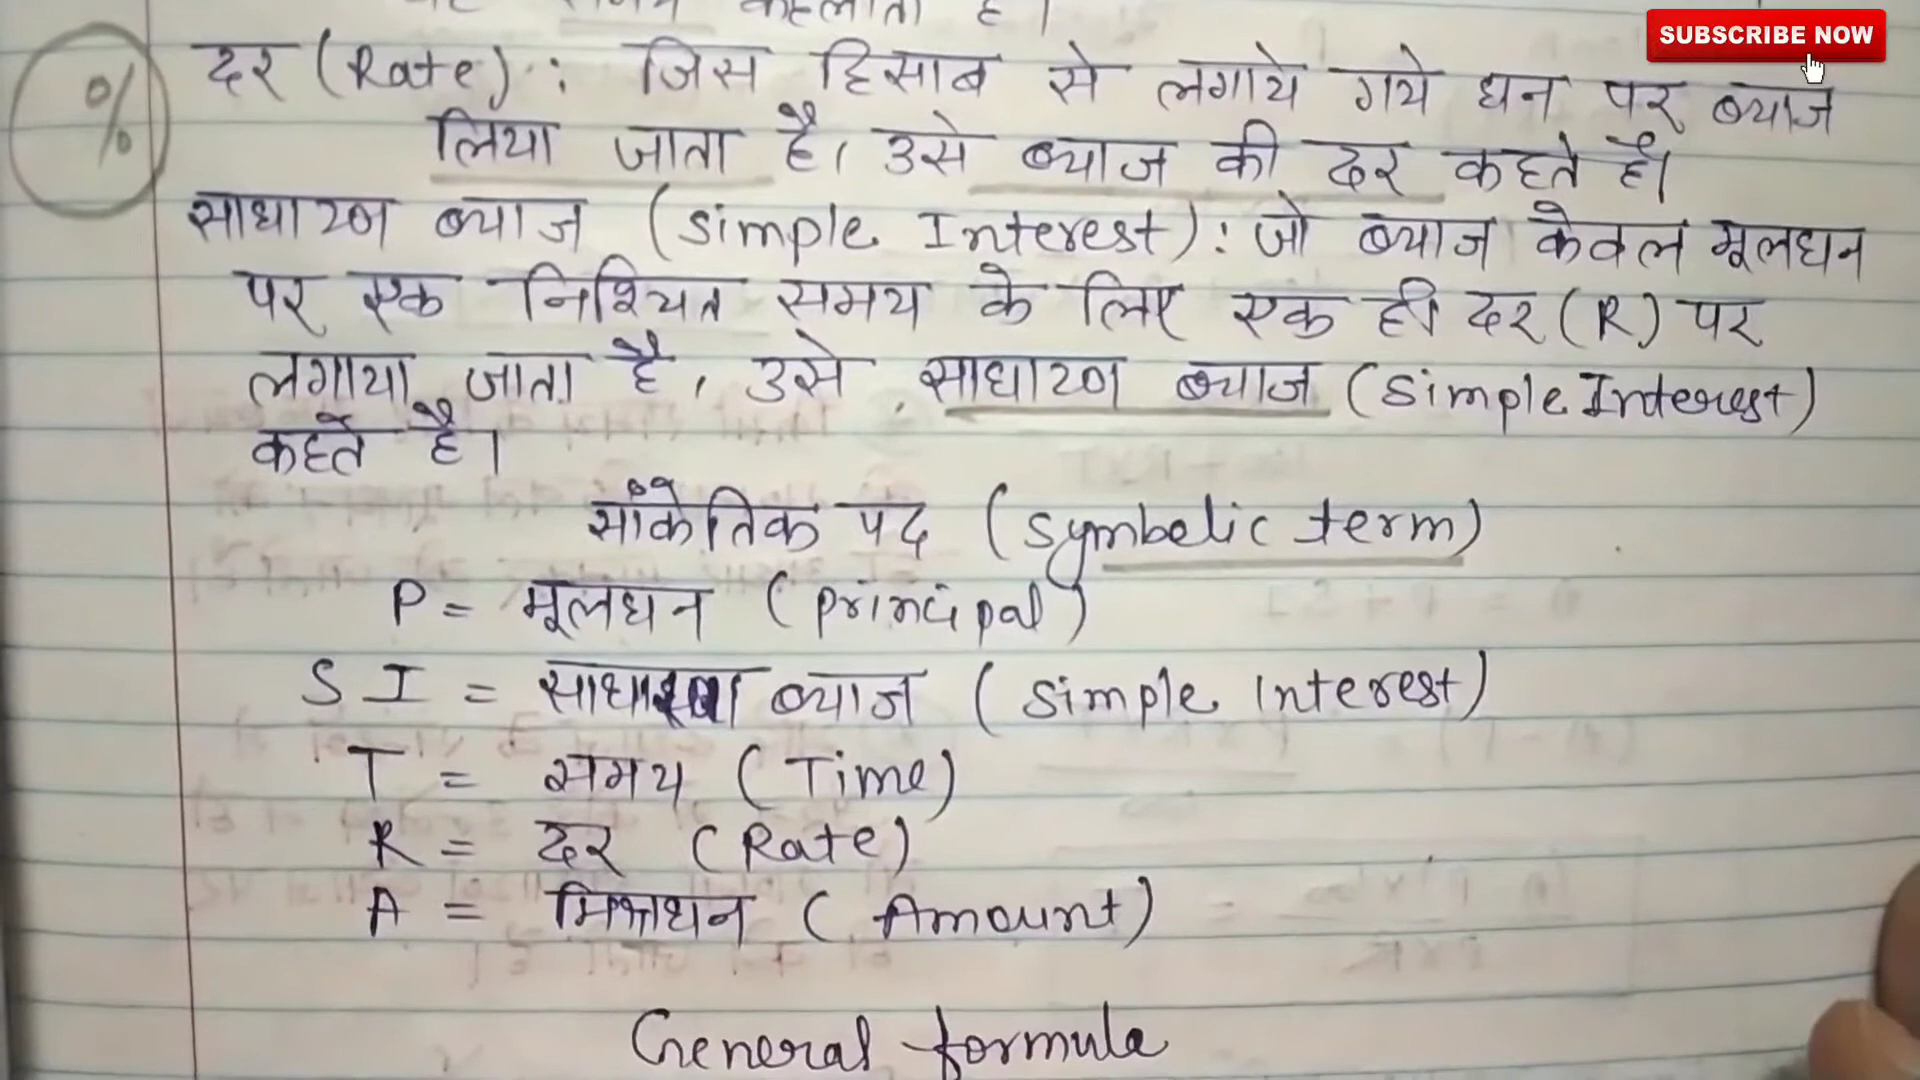 कहलाता है।
SUBSCRIBE NOW
% दर (Rate) : जिस हिसाब से लगाये गये धन पर ब्याज
लिया जाता है। उसे ब्याज की दर कहते है।
साधारण ब्याज (Simple Interest) : जो ब्याज केवल मूलधन
पर एक निश्चित समय के लिए एक ही दर (R) पर
लगाया जाता है, उसे साधारण ब्याज (Simple Interest)
कहते है।
सांकेतिक पद (Symbelic term)
P = मूलधन (principal)
S I = साधारण ब्याज (Simple Interest)
T = समय (Time)
R = दर (Rate)
A = मिश्रधन (Amount)
General formula